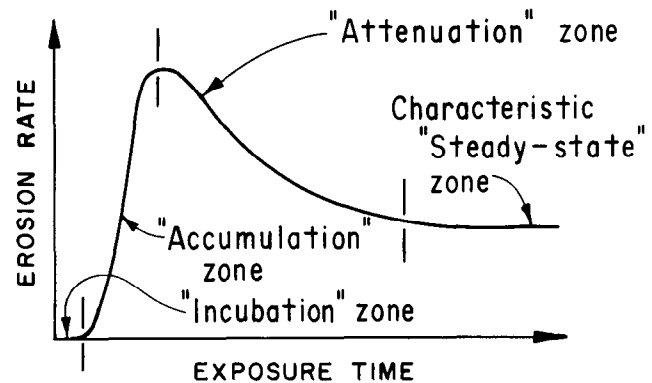 "Attenuation" zone
Characteristic
"Steady-state"
zone
"Accumulation"
zone
"Incubation" zone
EROSION RATE
EXPOSURE TIME